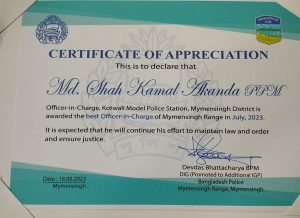 CERTIFICATE OF APPRECIATION
This is to declare that
Md. Shah Kamal Akanda PPM
Officer-in-Charge, Kotwali Model Police Station, Mymensingh District is
awarded the best Officer-in-Charge of Mymensingh Range in July, 2023.
It is expected that he will continue his effort to maintain law and order
and ensure justice.
Devdas Bhattacharya BPM
DIG (Promoted to Additional IGP)
Bangladesh Police
Mymensingh Range, Mymensingh.
Date : 18.09.2023
Mymensingh